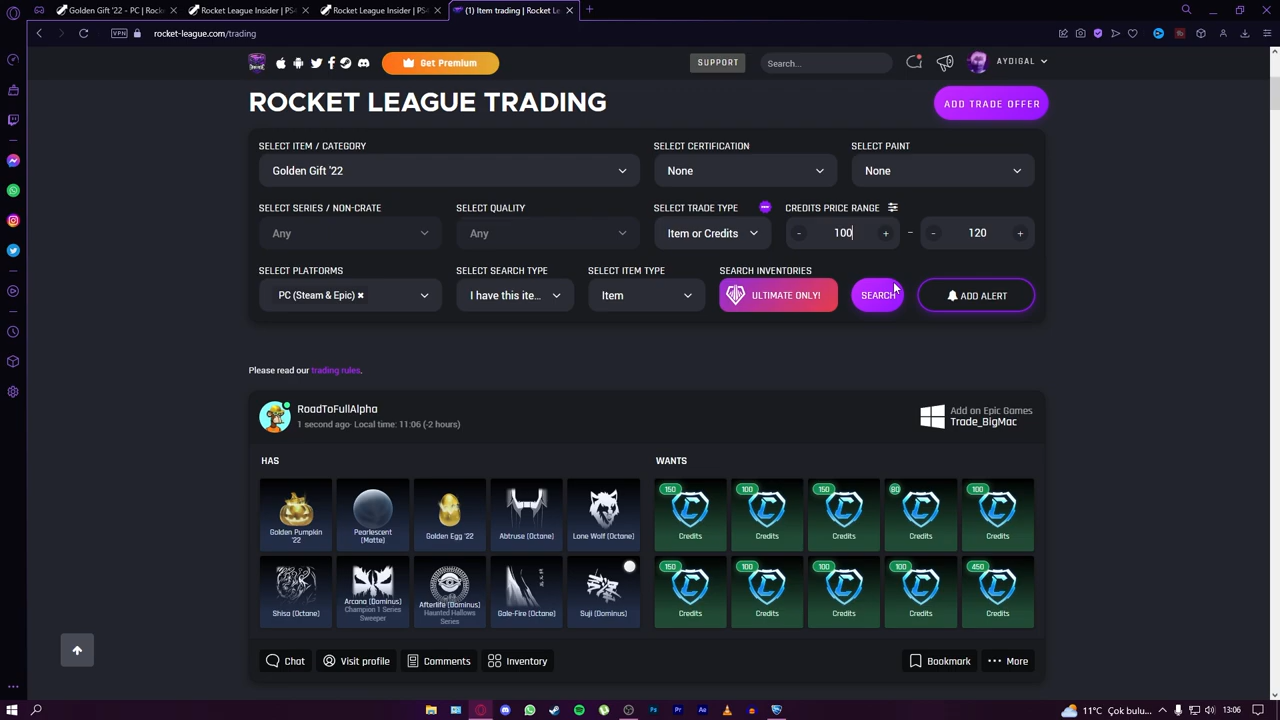 Golden Gift '22 - PC | Rock
Rocket League Insider | PS4
Rocket League Insider | PS4
(1) Item trading | Rocket Le
VPN
rocket-league.com/trading
Get Premium
SUPPORT
Search...
AYDIGAL
ROCKET LEAGUE TRADING
ADD TRADE OFFER
SELECT ITEM / CATEGORY
SELECT CERTIFICATION
SELECT PAINT
Golden Gift '22
None
None
SELECT SERIES / NON-CRATE
SELECT QUALITY
SELECT TRADE TYPE
CREDITS PRICE RANGE
Any
Any
Item or Credits
- 100 +
–
- 120 +
SELECT PLATFORMS
SELECT SEARCH TYPE
SELECT ITEM TYPE
SEARCH INVENTORIES
PC (Steam & Epic) ✖
I have this ite...
Item
ULTIMATE ONLY!
SEARCH
ADD ALERT
Please read our trading rules.
RoadToFullAlpha
1 second ago· Local time: 11:06 (-2 hours)
Add on Epic Games
Trade_BigMac
HAS
WANTS
Golden Pumpkin
'22
Pearlescent
(Matte)
Golden Egg '22
Abtruse (Octane)
Lone Wolf (Octane)
150
Credits
100
Credits
150
Credits
80
Credits
100
Credits
Shisa (Octane)
Arcana (Dominus)
Champion 1 Series
Sweeper
Afterlife (Dominus)
Haunted Hallows
Series
Gale-Fire (Octane)
Suji (Dominus)
150
Credits
100
Credits
100
Credits
100
Credits
450
Credits
Chat
Visit profile
Comments
Inventory
Bookmark
More
11°C Çok bulu...
13:06